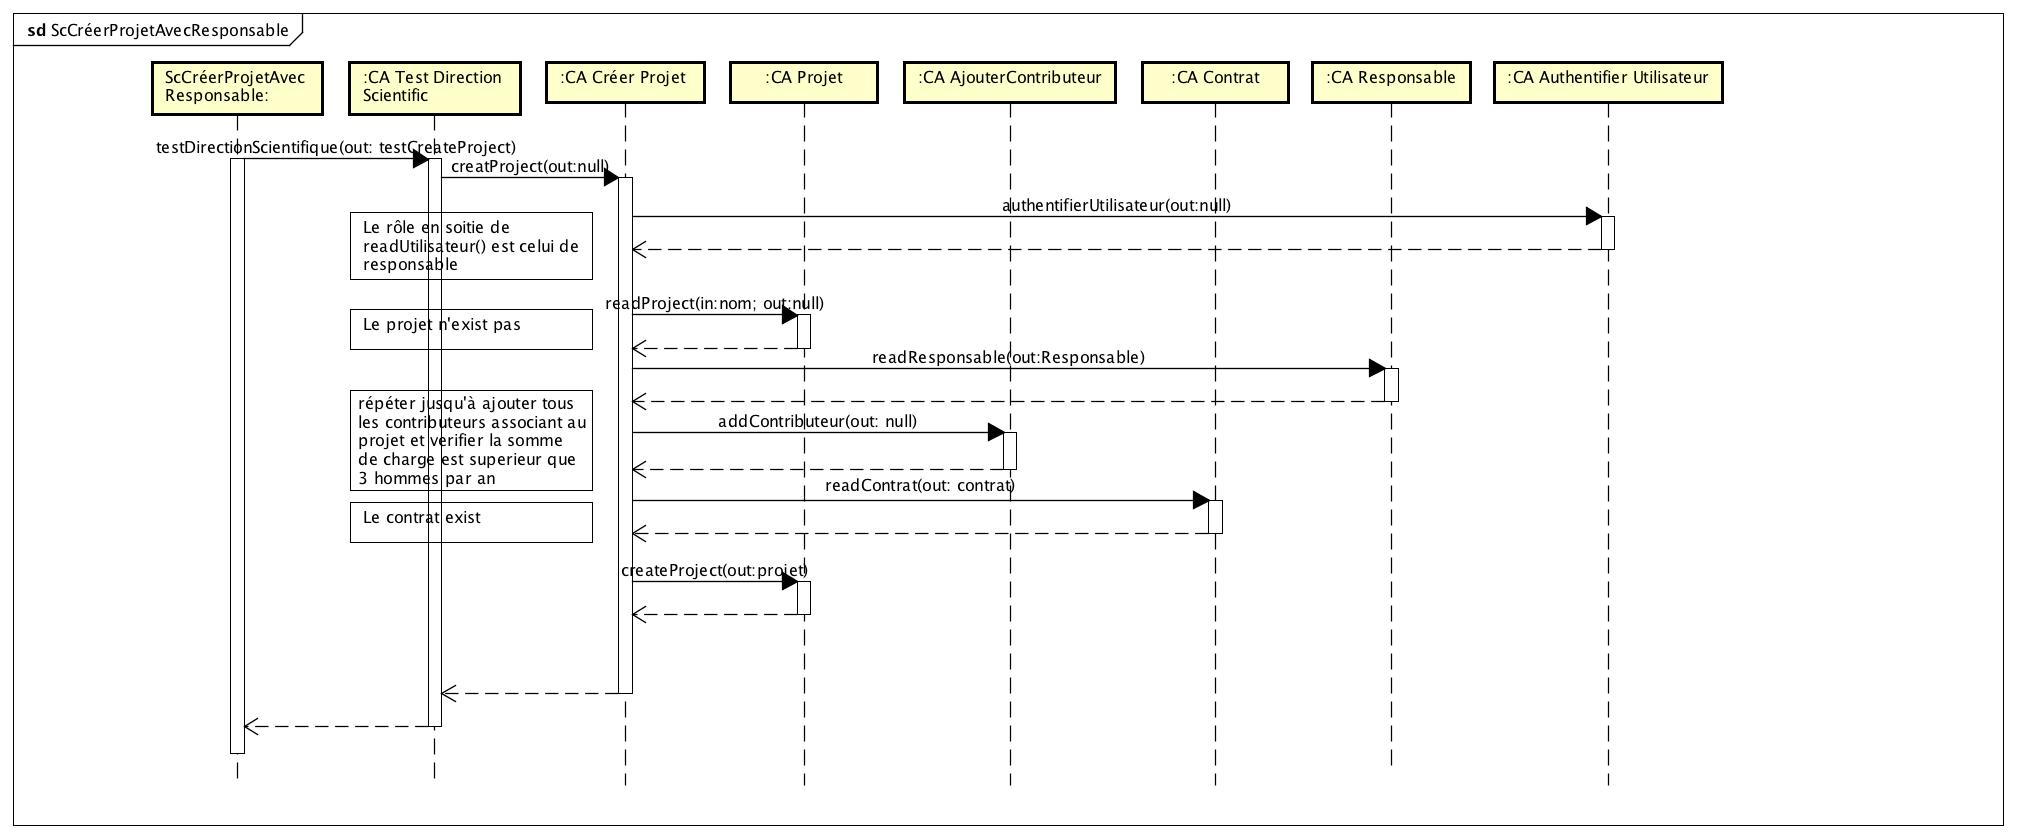 sd ScCréerProjetAvecResponsable
ScCréerProjetAvec
Responsable:
:CA Test Direction
Scientific
:CA Créer Projet
:CA Projet
:CA AjouterContributeur
:CA Contrat
:CA Responsable
:CA Authentifier Utilisateur
testDirectionScientifique(out: testCreateProject)
creatProject(out:null)
authentifierUtilisateur(out:null)
Le rôle en soitie de
readUtilisateur() est celui de
responsable
readProject(in:nom; out:null)
Le projet n'exist pas
readResponsable(out:Responsable)
répéter jusqu'à ajouter tous
les contributeurs associant au
projet et verifier la somme
de charge est superieur que
3 hommes par an
addContributeur(out: null)
readContrat(out: contrat)
Le contrat exist
createProject(out:projet)